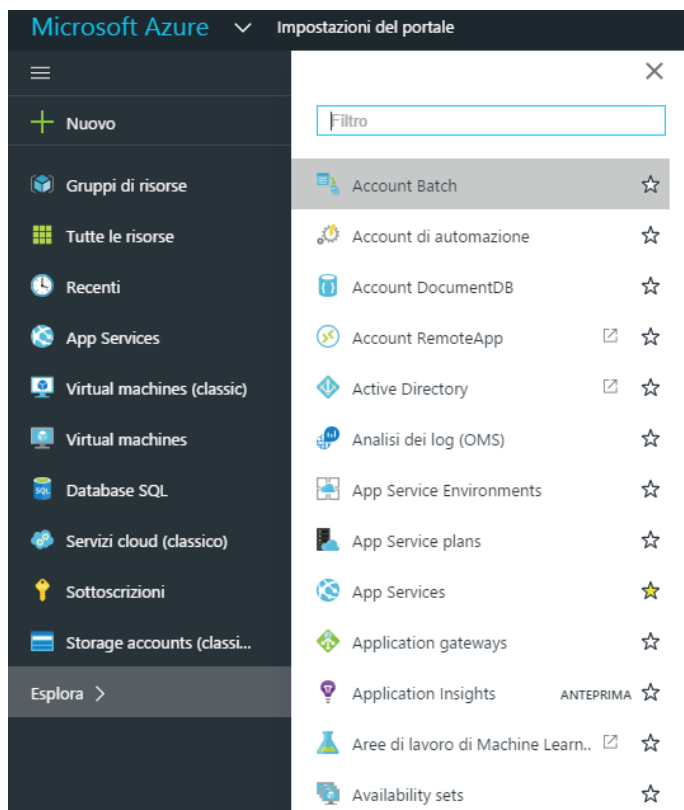 Microsoft Azure Impostazioni del portale
Nuovo
Gruppi di risorse
Tutte le risorse
Recenti
App Services
Virtual machines (classic)
Virtual machines
SQL Database SQL
Servizi cloud (classico)
Sottoscrizioni
Storage accounts (classi...
Esplora
Filtro
Account Batch
Account di automazione
Account DocumentDB
Account RemoteApp
Active Directory
Analisi dei log (OMS)
App Service Environments
App Service plans
App Services
Application gateways
Application Insights ANTEPRIMA
Aree di lavoro di Machine Learn..
Availability sets